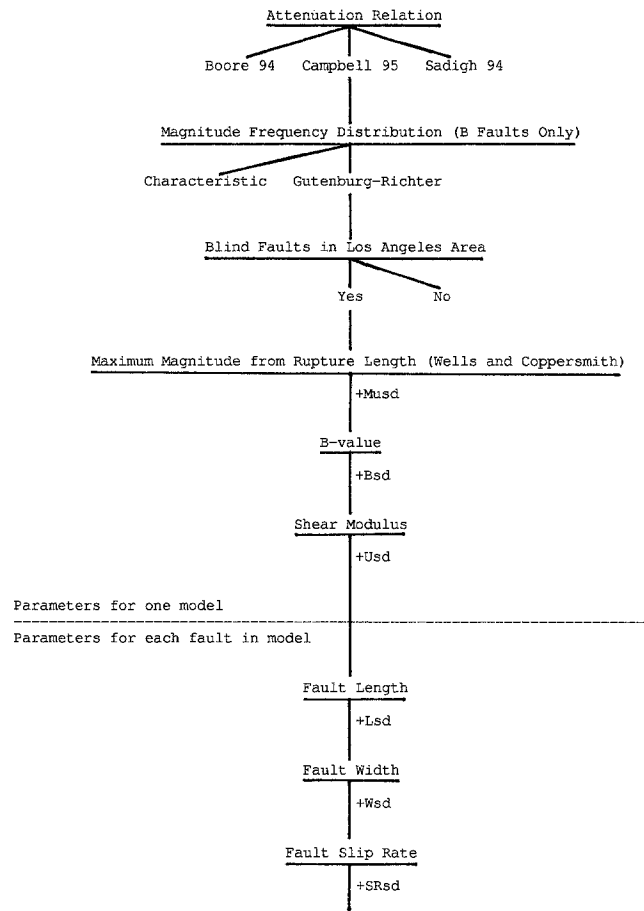 Attenuation Relation
Boore 94 Campbell 95 Sadigh 94
Magnitude Frequency Distribution (B Faults Only)
Characteristic Gutenburg-Richter
Blind Faults in Los Angeles Area
Yes No
Maximum Magnitude from Rupture Length (Wells and Coppersmith)
+Musd
B-value
+Bsd
Shear Modulus
+Usd
Parameters for one model
Parameters for each fault in model
Fault Length
+Lsd
Fault Width
+Wsd
Fault Slip Rate
+SRsd